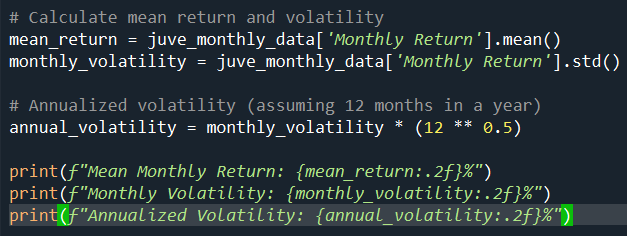 # Calculate mean return and volatility
mean_return = juve_monthly_data['Monthly Return'].mean()
monthly_volatility = juve_monthly_data['Monthly Return'].std()
# Annualized volatility (assuming 12 months in a year)
annual_volatility = monthly_volatility * (12 ** 0.5)
print(f"Mean Monthly Return: {mean_return:.2f}%")
print(f"Monthly Volatility: {monthly_volatility:.2f}%")
print(f"Annualized Volatility: {annual_volatility:.2f}%")